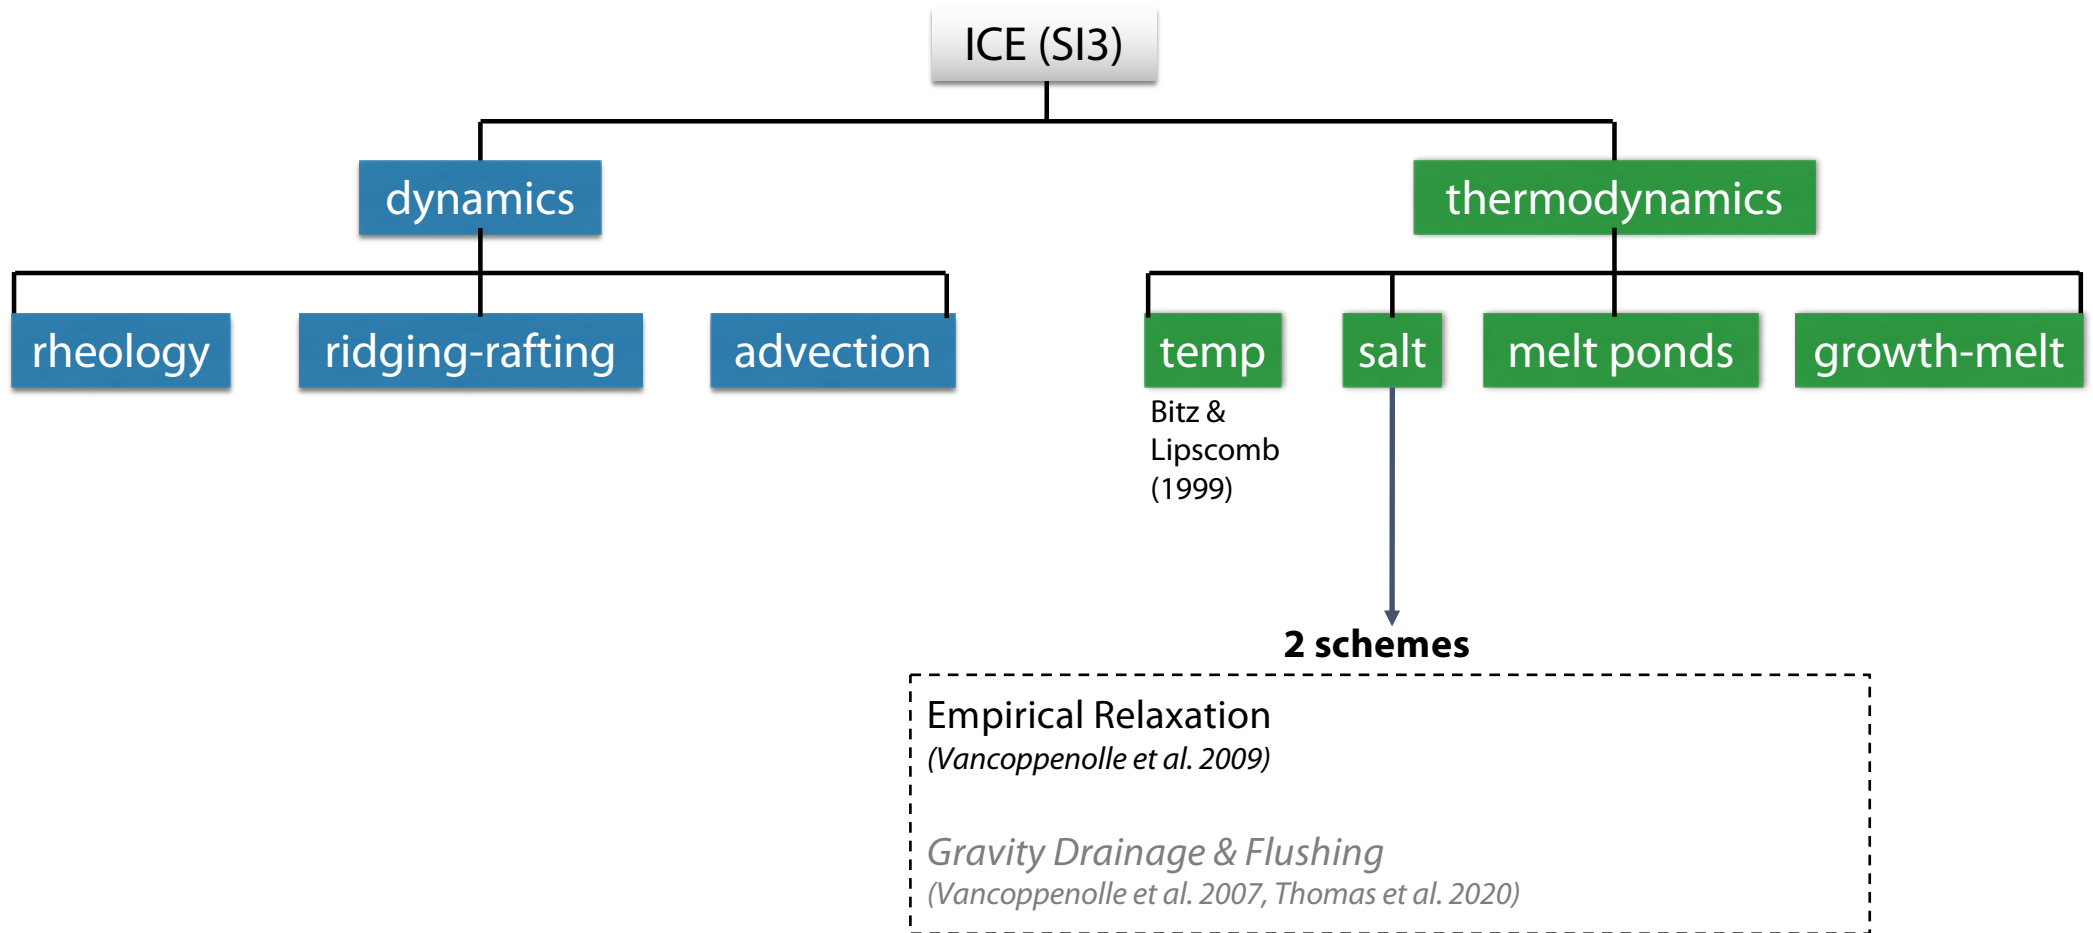 ICE (SI3)
dynamics
thermodynamics
rheology
ridging-rafting
advection
temp
salt
melt ponds
growth-melt
Bitz &
Lipscomb
(1999)
2 schemes
Empirical Relaxation
(Vancoppenolle et al. 2009)
Gravity Drainage & Flushing
(Vancoppenolle et al. 2007, Thomas et al. 2020)